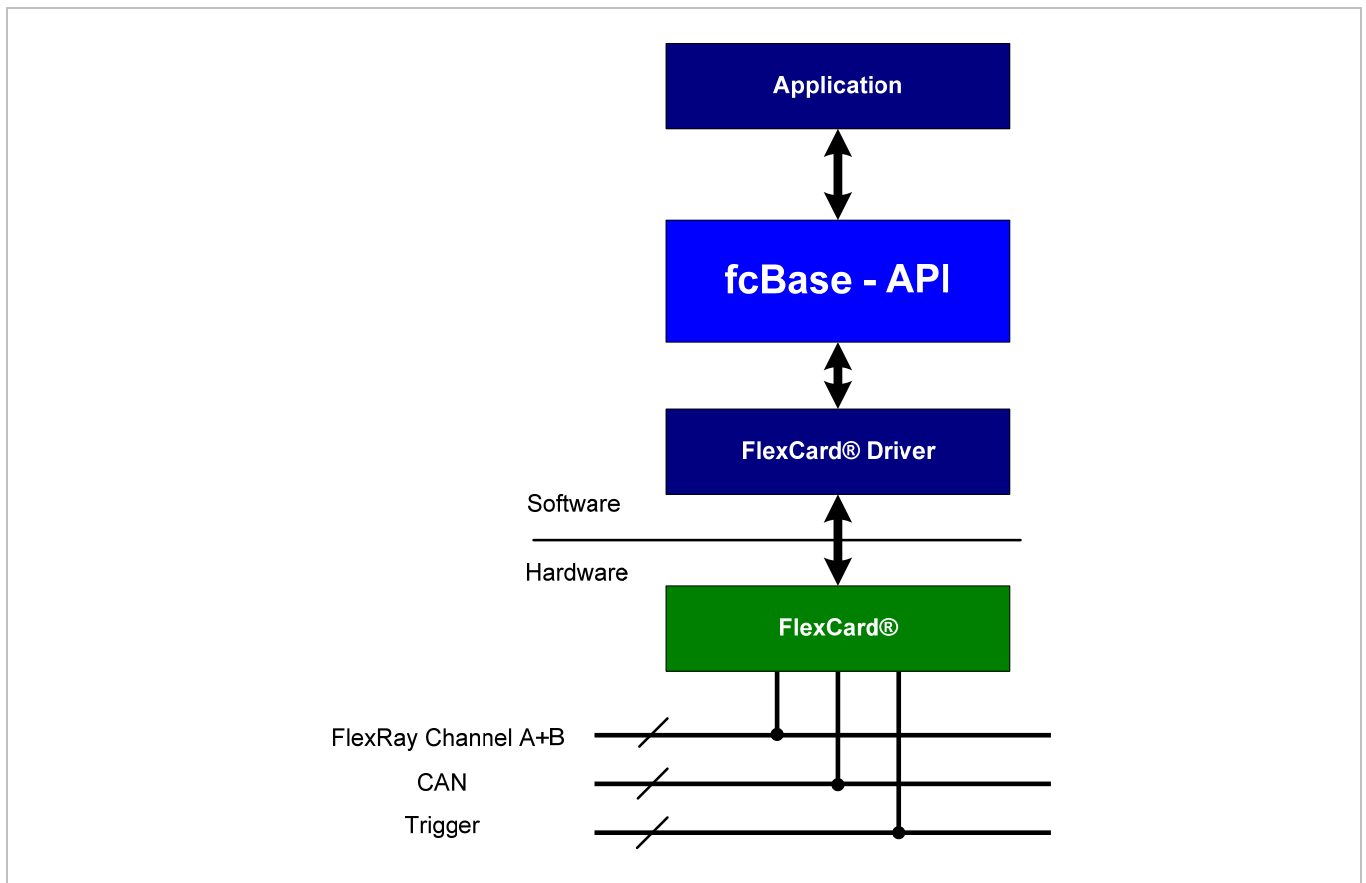 Application
fcBase - API
FlexCard® Driver
Software
Hardware
FlexCard®
FlexRay Channel A+B
CAN
Trigger